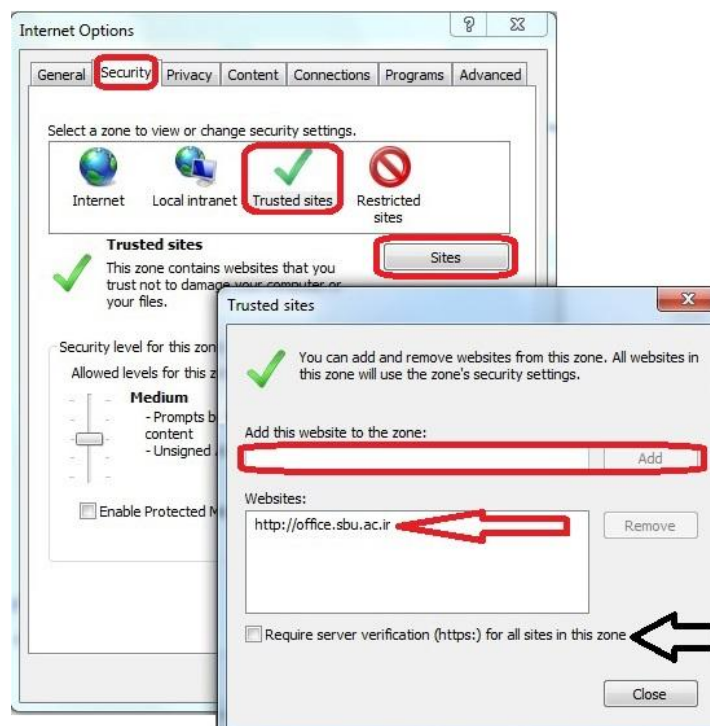 Internet Options
General Security Privacy Content Connections Programs Advanced
Select a zone to view or change security settings.
Internet
Local intranet
Trusted sites
Restricted
sites
Trusted sites
This zone contains websites that you
trust not to damage your computer or
your files.
Sites
Security level for this zon
Allowed levels for this z
Medium
- Prompts b
content
- Unsigned
Enable Protected M
Trusted sites
You can add and remove websites from this zone. All websites in
this zone will use the zone's security settings.
Add this website to the zone:
Add
Websites:
http://office.sbu.ac.ir
Remove
Require server verification (https:) for all sites in this zone
Close